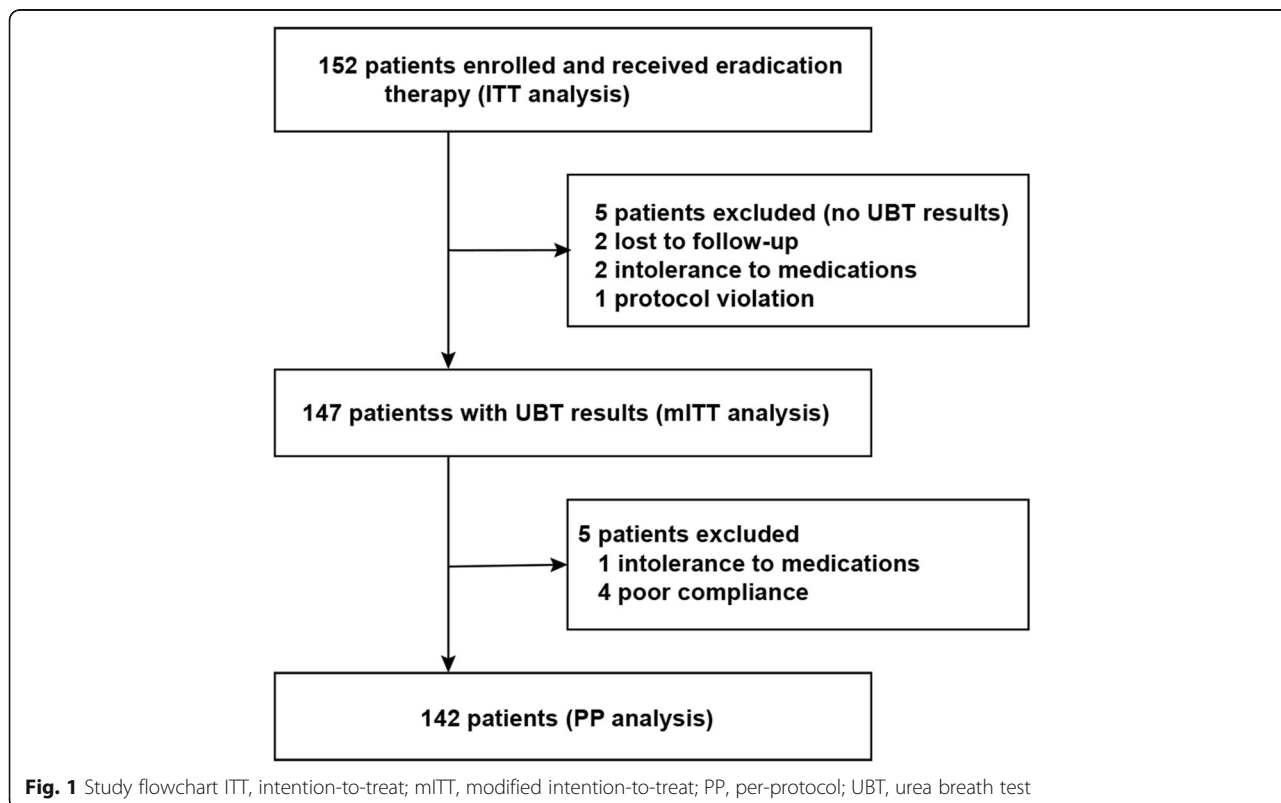 152 patients enrolled and received eradication
therapy (ITT analysis)
5 patients excluded (no UBT results)
2 lost to follow-up
2 intolerance to medications
1 protocol violation
147 patientss with UBT results (mITT analysis)
5 patients excluded
1 intolerance to medications
4 poor compliance
142 patients (PP analysis)
Fig. 1 Study flowchart ITT, intention-to-treat; mITT, modified intention-to-treat; PP, per-protocol; UBT, urea breath test